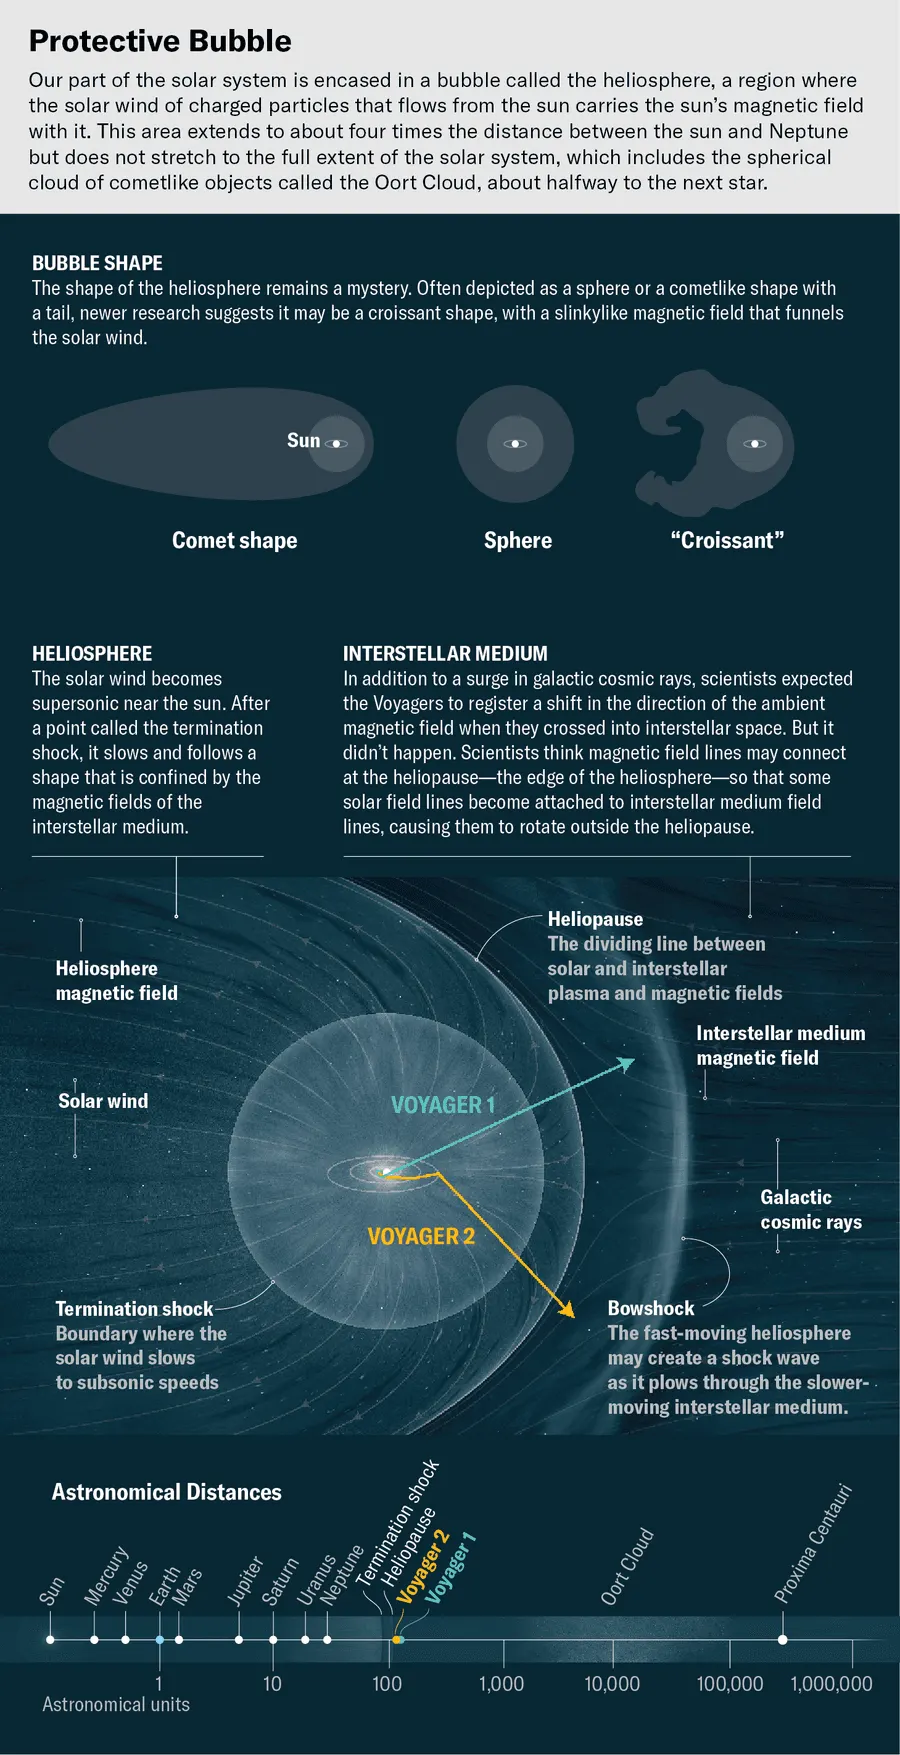 Protective Bubble
Our part of the solar system is encased in a bubble called the heliosphere, a region where
the solar wind of charged particles that flows from the sun carries the sun's magnetic field
with it. This area extends to about four times the distance between the sun and Neptune
but does not stretch to the full extent of the solar system, which includes the spherical
cloud of cometlike objects called the Oort Cloud, about halfway to the next star.
BUBBLE SHAPE
The shape of the heliosphere remains a mystery. Often depicted as a sphere or a cometlike shape with
a tail, newer research suggests it may be a croissant shape, with a slinkylike magnetic field that funnels
the solar wind.
Sun
Comet shape
Sphere
“Croissant”
HELIOSPHERE
The solar wind becomes
supersonic near the sun. After
a point called the termination
shock, it slows and follows a
shape that is confined by the
magnetic fields of the
interstellar medium.
INTERSTELLAR MEDIUM
In addition to a surge in galactic cosmic rays, scientists expected
the Voyagers to register a shift in the direction of the ambient
magnetic field when they crossed into interstellar space. But it
didn’t happen. Scientists think magnetic field lines may connect
at the heliopause—the edge of the heliosphere—so that some
solar field lines become attached to interstellar medium field
lines, causing them to rotate outside the heliopause.
Heliosphere
magnetic field
Heliopause
The dividing line between
solar and interstellar
plasma and magnetic fields
Interstellar medium
magnetic field
Solar wind
VOYAGER 1
Galactic
cosmic rays
VOYAGER 2
Termination shock
Boundary where the
solar wind slows
to subsonic speeds
Bowshock
The fast-moving heliosphere
may create a shock wave
as it plows through the slower-
moving interstellar medium.
Astronomical Distances
Sun
Mercury
Venus
Earth
Mars
Jupiter
Saturn
Uranus
Neptune
Termination shock
Heliopause
Voyager 2
Voyager 1
Oort Cloud
Proxima Centauri
1
10
100
1,000
10,000
100,000
1,000,000
Astronomical units